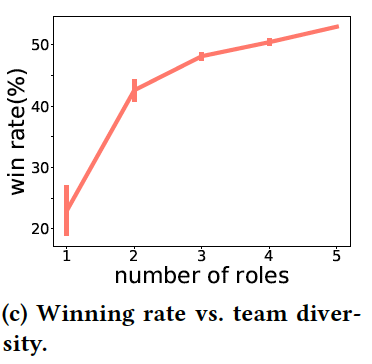 50
40
30
20
win rate(%)
1 2 3 4 5
number of roles
(c) Winning rate vs. team diver-
sity.